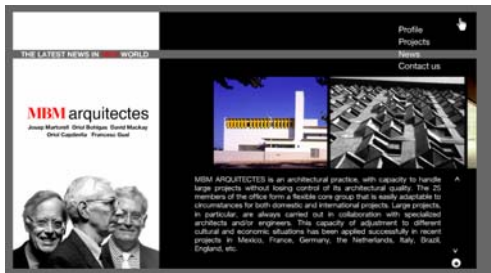 Profile
Projects
News
Contact us
THE LATEST NEWS IN MBM WORLD
MBM arquitectes
Josep Martorell Oriol Bohigas David Mackay
Oriol Capdevila Francesc Gual
MBM ARQUITECTES is an architectural practice, with capacity to handle
large projects without losing control of its architectural quality. The 25
members of the office form a flexible core group that is easily adaptable to
circumstances for both domestic and international projects. Large projects,
in particular, are always carried out in collaboration with specialized
architects and/or engineers. This capacity of adjustment to different
cultural and economic situations has been applied successfully in recent
projects in Mexico, France, Germany, the Netherlands, Italy, Brazil,
England, etc.